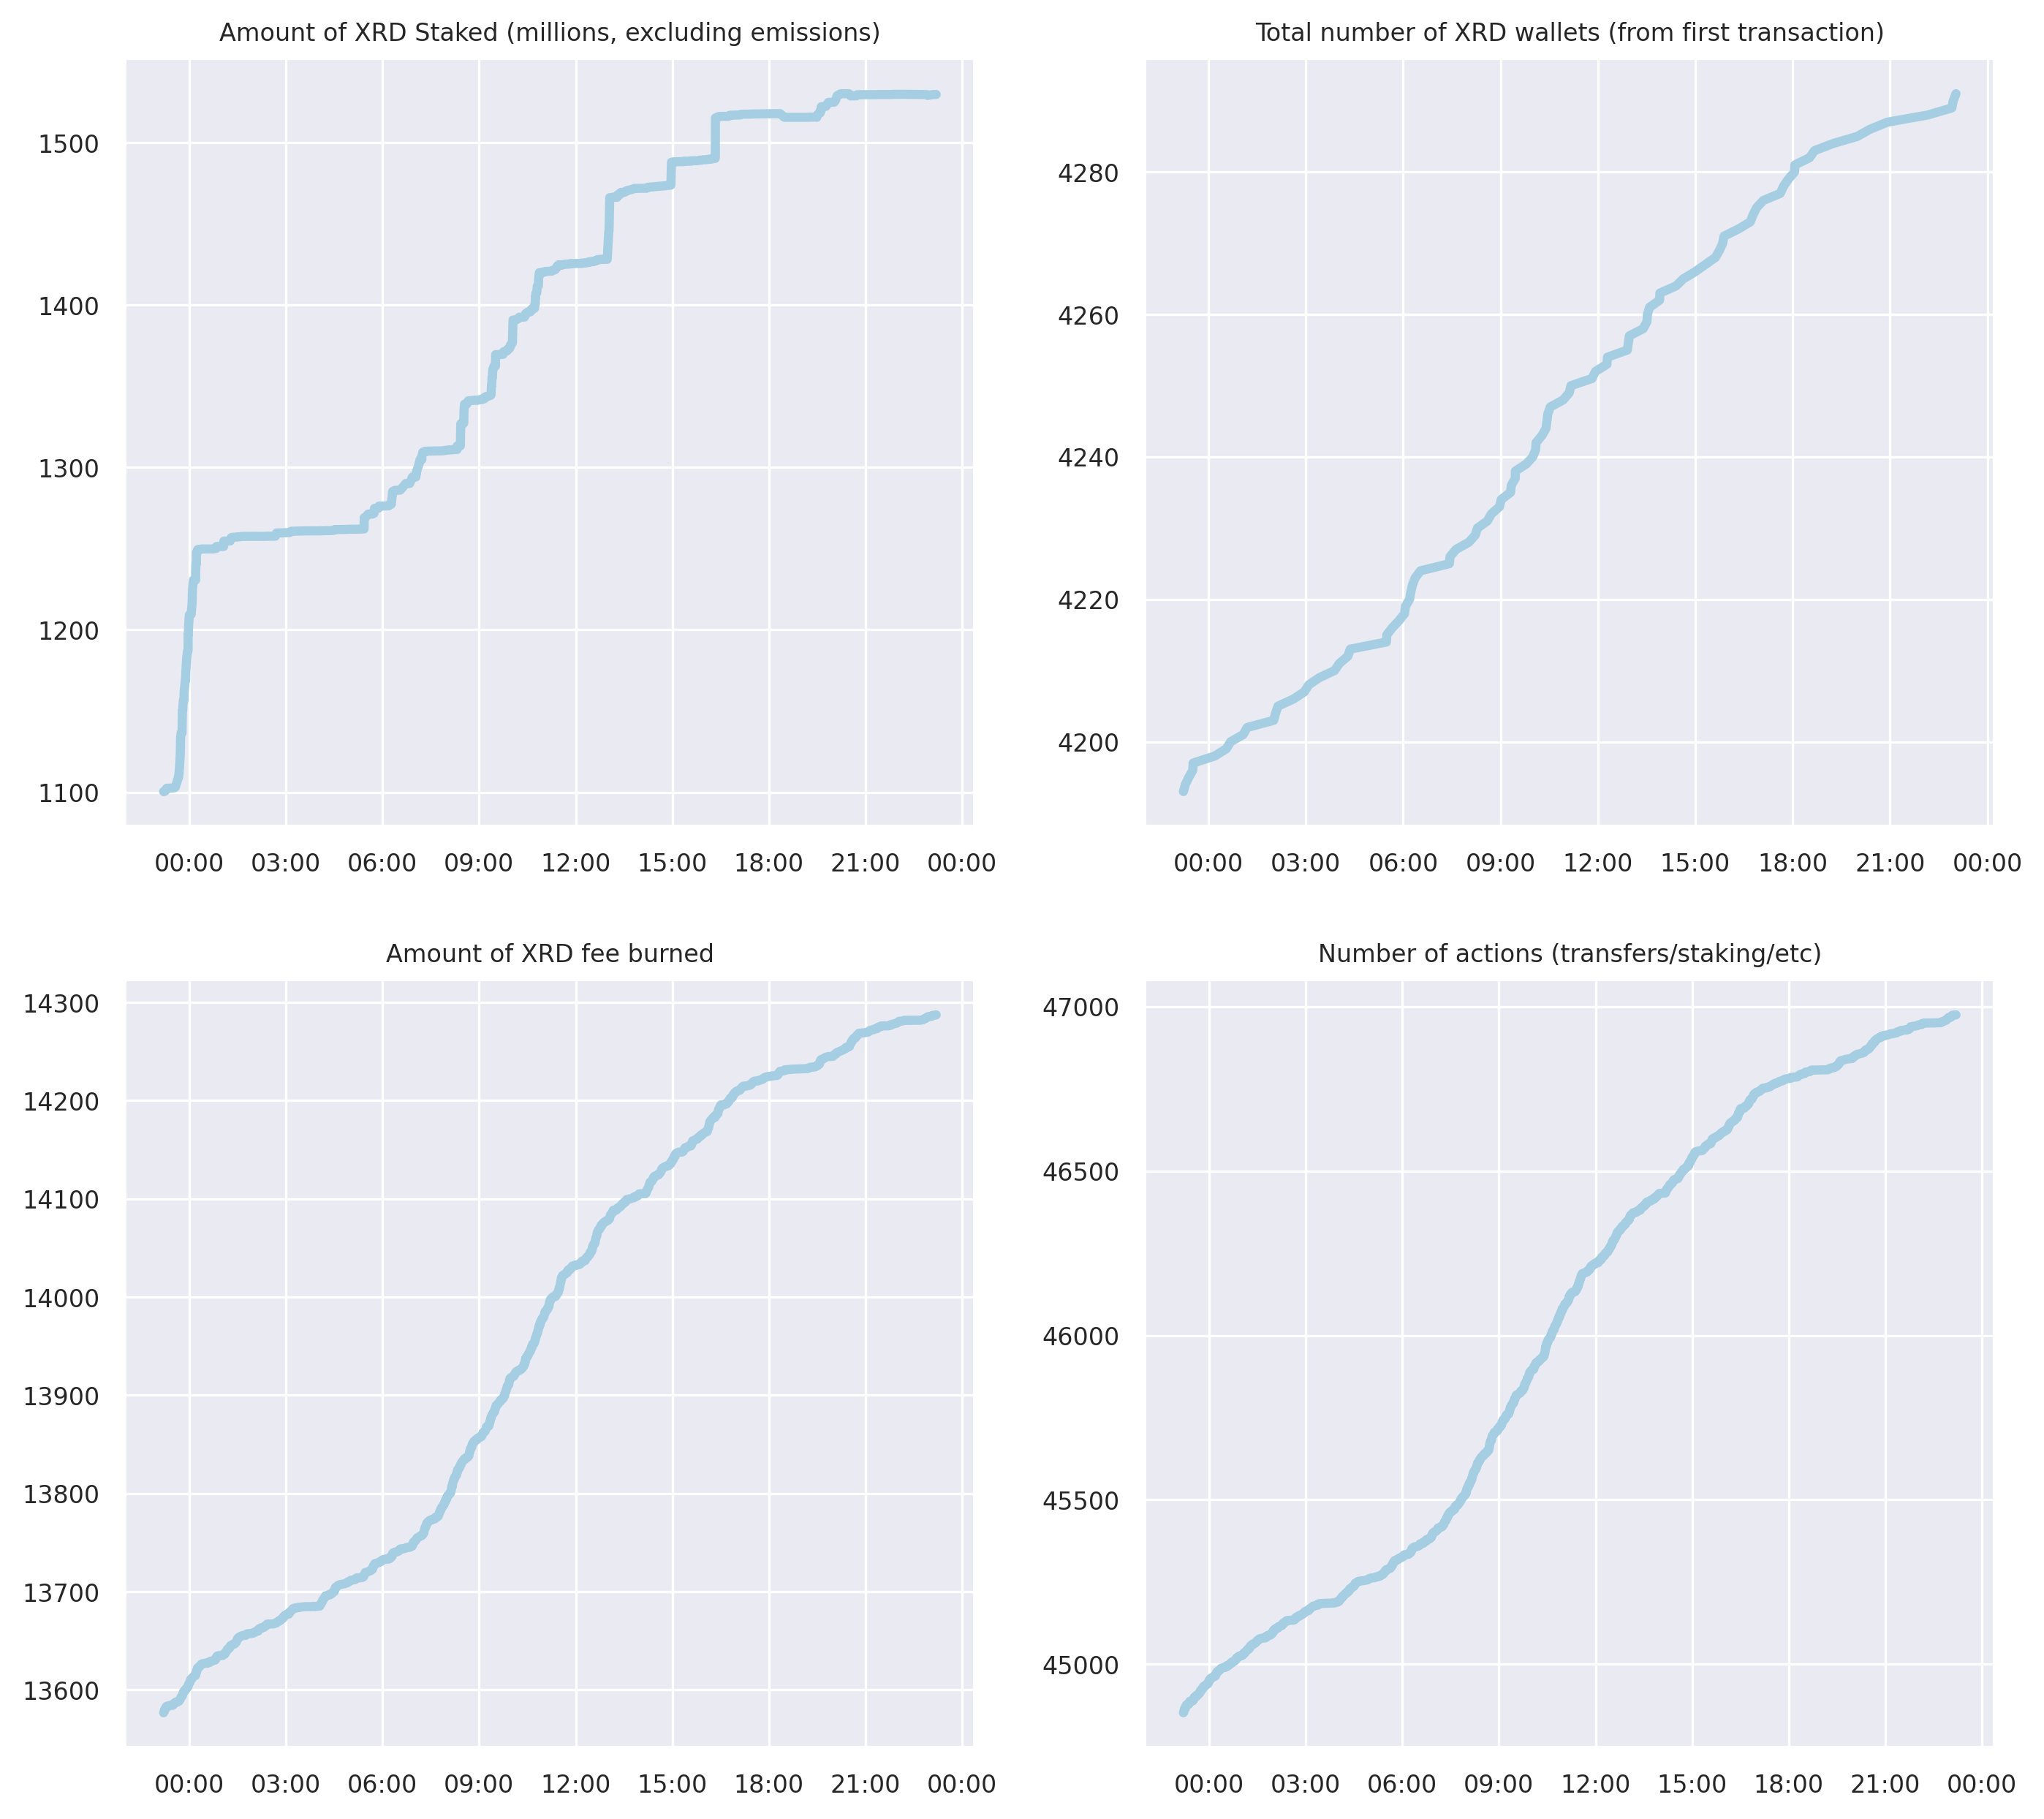 Amount of XRD Staked (millions, excluding emissions)
1500
1400
1300
1200
1100
00:00 03:00 06:00 09:00 12:00 15:00 18:00 21:00 00:00
Total number of XRD wallets (from first transaction)
4280
4260
4240
4220
4200
00:00 03:00 06:00 09:00 12:00 15:00 18:00 21:00 00:00
Amount of XRD fee burned
14300
14200
14100
14000
13900
13800
13700
13600
00:00 03:00 06:00 09:00 12:00 15:00 18:00 21:00 00:00
Number of actions (transfers/staking/etc)
47000
46500
46000
45500
45000
00:00 03:00 06:00 09:00 12:00 15:00 18:00 21:00 00:00